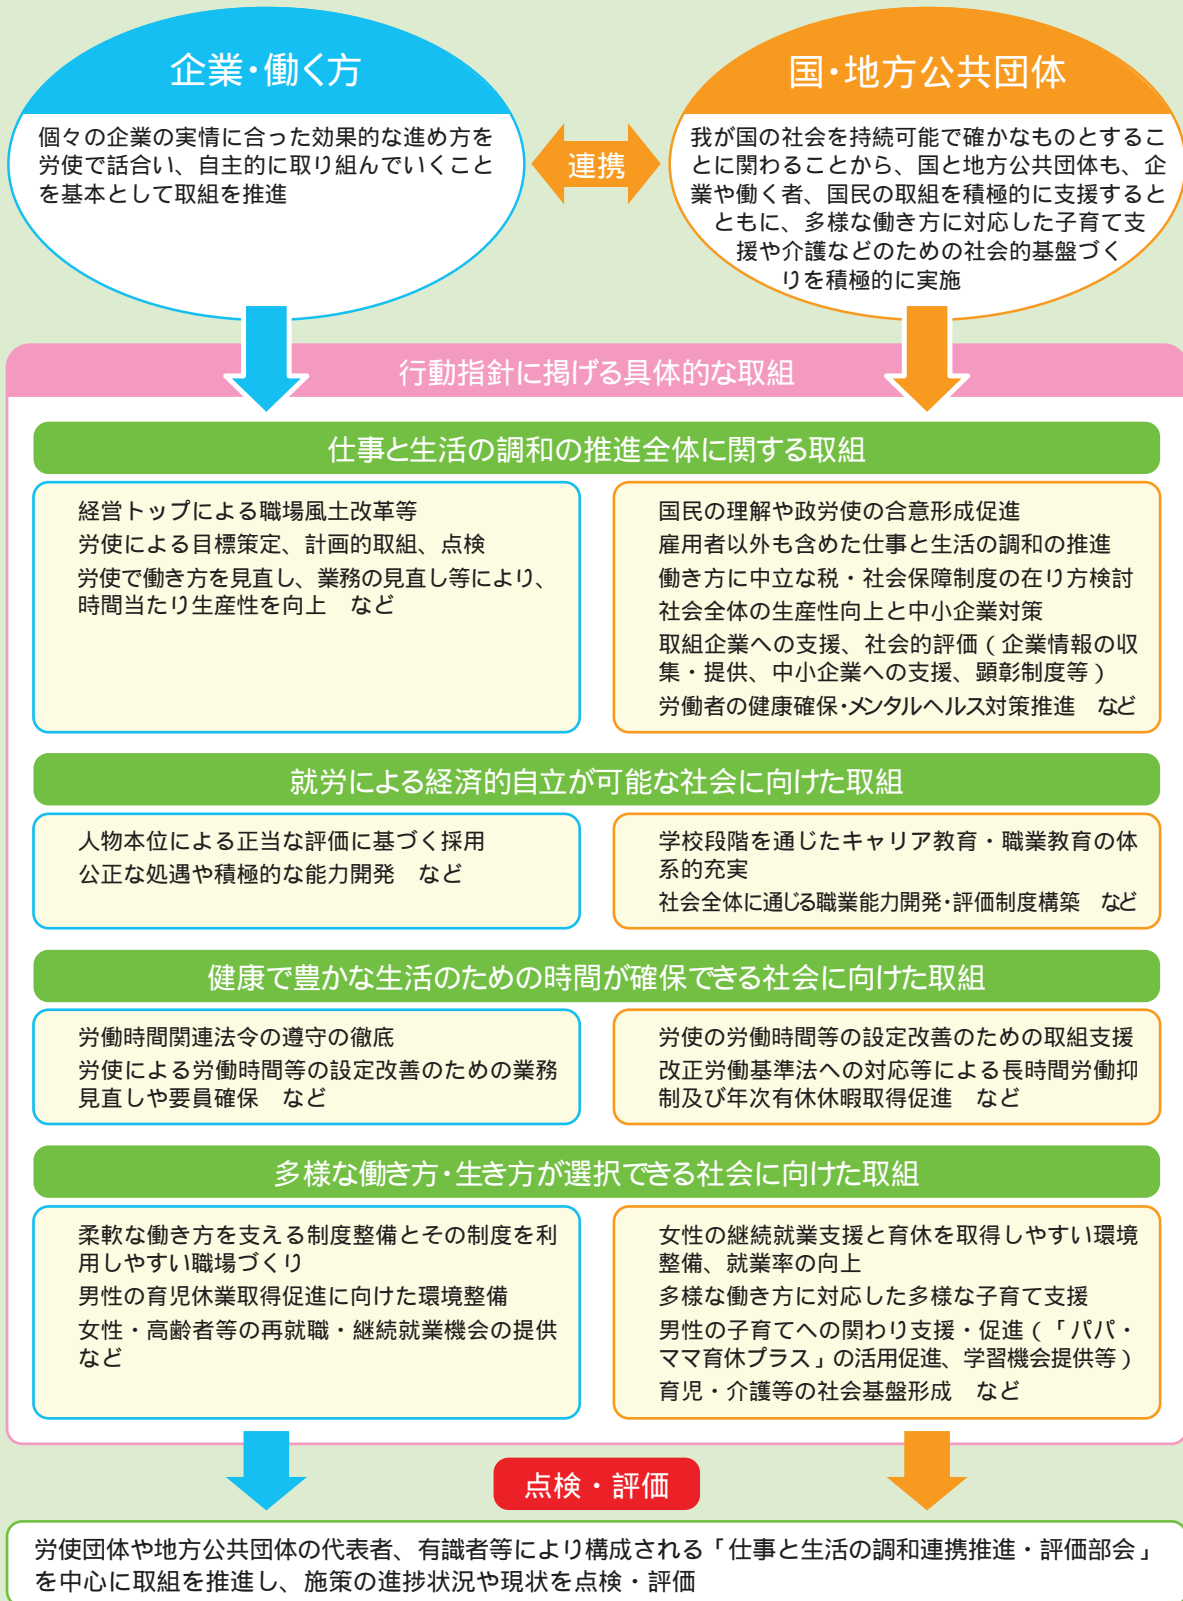 企業・働く方
個々の企業の実情に合った効果的な進め方を
労使で話合い、自主的に取り組んでいくこと
を基本として取組を推進
連携
国・地方公共団体
我が国の社会を持続可能で確かなものとするこ
とに関わることから、国と地方公共団体も、企
業や働く者、国民の取組を積極的に支援すると
ともに、多様な働き方に対応した子育て支
援や介護などのための社会的基盤づく
りを積極的に実施
行動指針に掲げる具体的な取組
仕事と生活の調和の推進全体に関する取組
経営トップによる職場風土改革等
労使による目標策定、計画的取組、点検
労使で働き方を見直し、業務の見直し等により、
時間当たり生産性を向上　など
国民の理解や政労使の合意形成促進
雇用者以外も含めた仕事と生活の調和の推進
働き方に中立な税・社会保障制度の在り方検討
社会全体の生産性向上と中小企業対策
取組企業への支援、社会的評価（企業情報の収
集・提供、中小企業への支援、顕彰制度等）
労働者の健康確保・メンタルヘルス対策推進　など
就労による経済的自立が可能な社会に向けた取組
人物本位による正当な評価に基づく採用
公正な処遇や積極的な能力開発　など
学校段階を通じたキャリア教育・職業教育の体
系的充実
社会全体に通じる職業能力開発・評価制度構築　など
健康で豊かな生活のための時間が確保できる社会に向けた取組
労働時間関連法令の遵守の徹底
労使による労働時間等の設定改善のための業務
見直しや要員確保　など
労使の労働時間等の設定改善のための取組支援
改正労働基準法への対応等による長時間労働抑
制及び年次有休休暇取得促進　など
多様な働き方・生き方が選択できる社会に向けた取組
柔軟な働き方を支える制度整備とその制度を利
用しやすい職場づくり
男性の育児休業取得促進に向けた環境整備
女性・高齢者等の再就職・継続就業機会の提供
など
女性の継続就業支援と育休を取得しやすい環境
整備、就業率の向上
多様な働き方に対応した多様な子育て支援
男性の子育てへの関わり支援・促進（「パパ・
ママ育休プラス」の活用促進、学習機会提供等）
育児・介護等の社会基盤形成　など
点検・評価
労使団体や地方公共団体の代表者、有識者等により構成される「仕事と生活の調和連携推進・評価部会」
を中心に取組を推進し、施策の進捗状況や現状を点検・評価